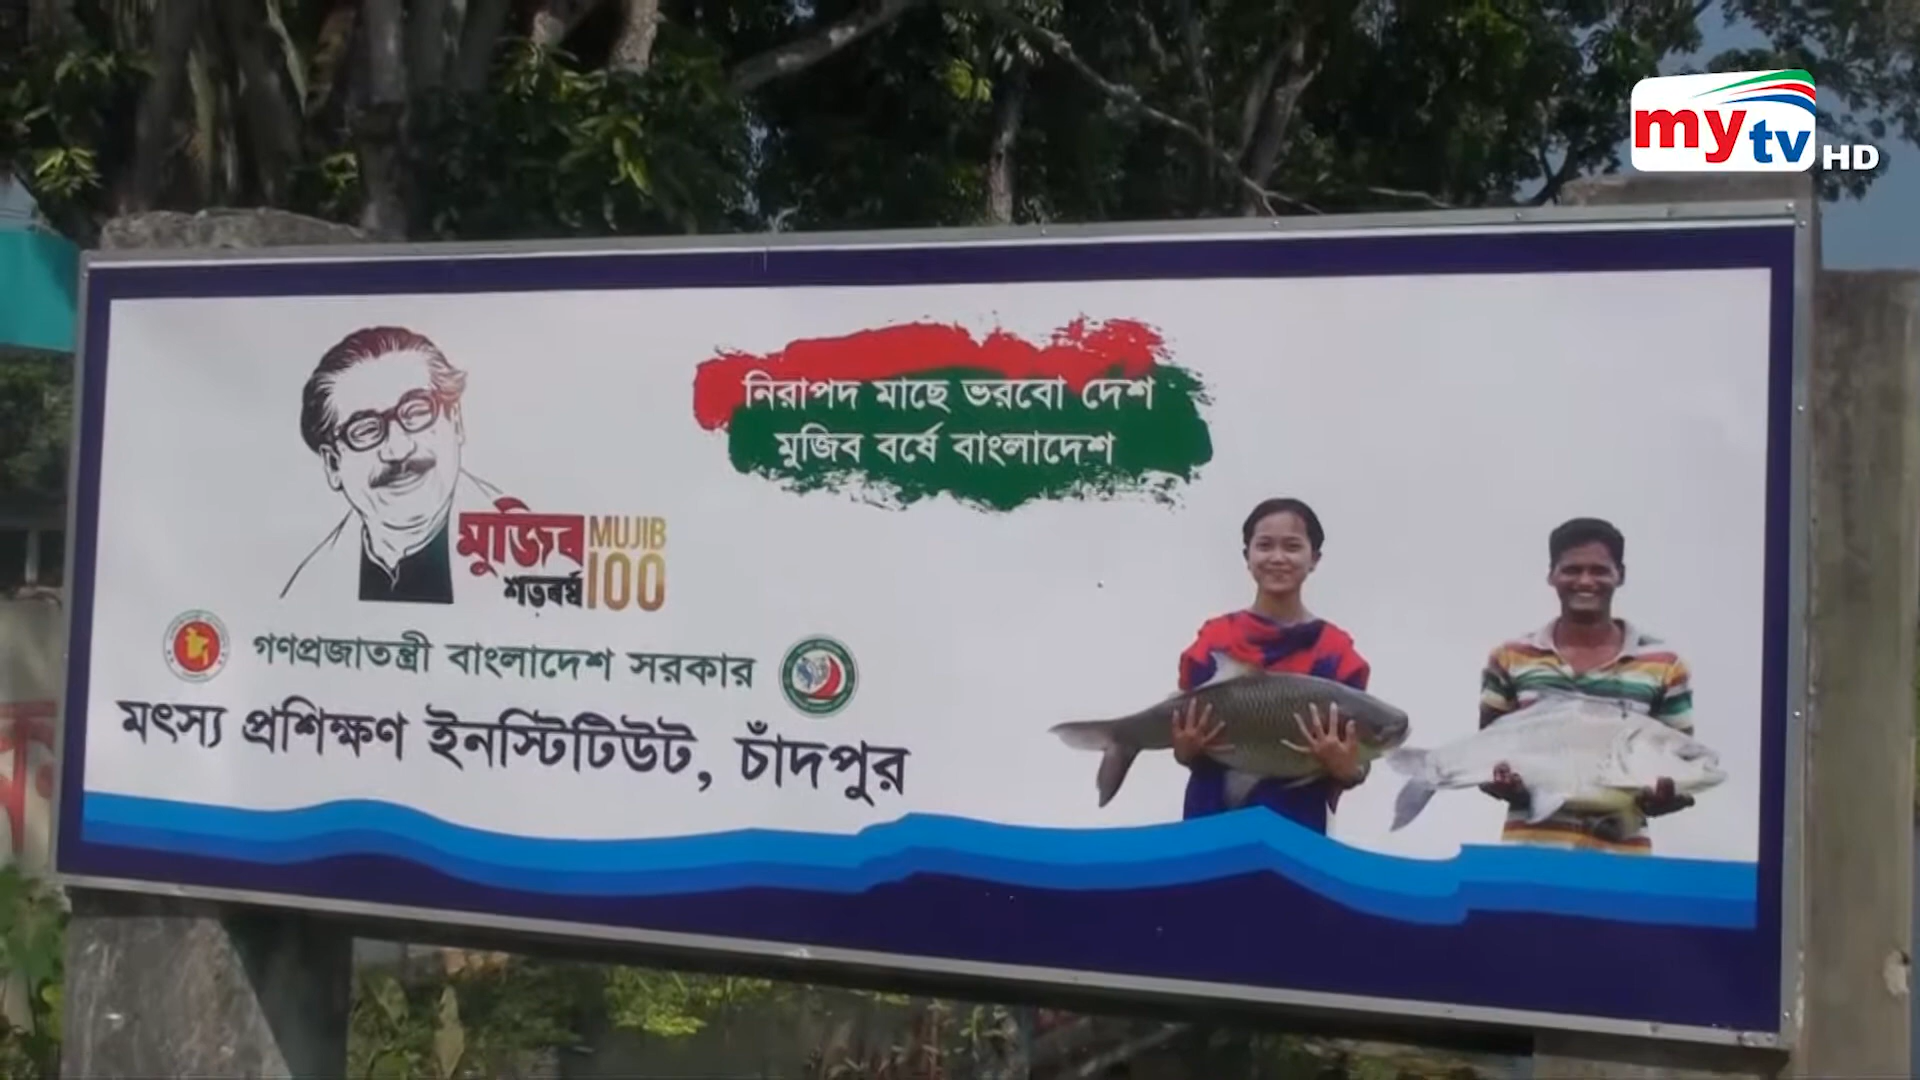 mytv HD
নিরাপদ মাছে ভরবো দেশ
মুজিব বর্ষে বাংলাদেশ
মুজিব
শতবর্ষ
MUJIB
100
গণপ্রজাতন্ত্রী বাংলাদেশ সরকার
মৎস্য প্রশিক্ষণ ইনস্টিটিউট, চাঁদপুর